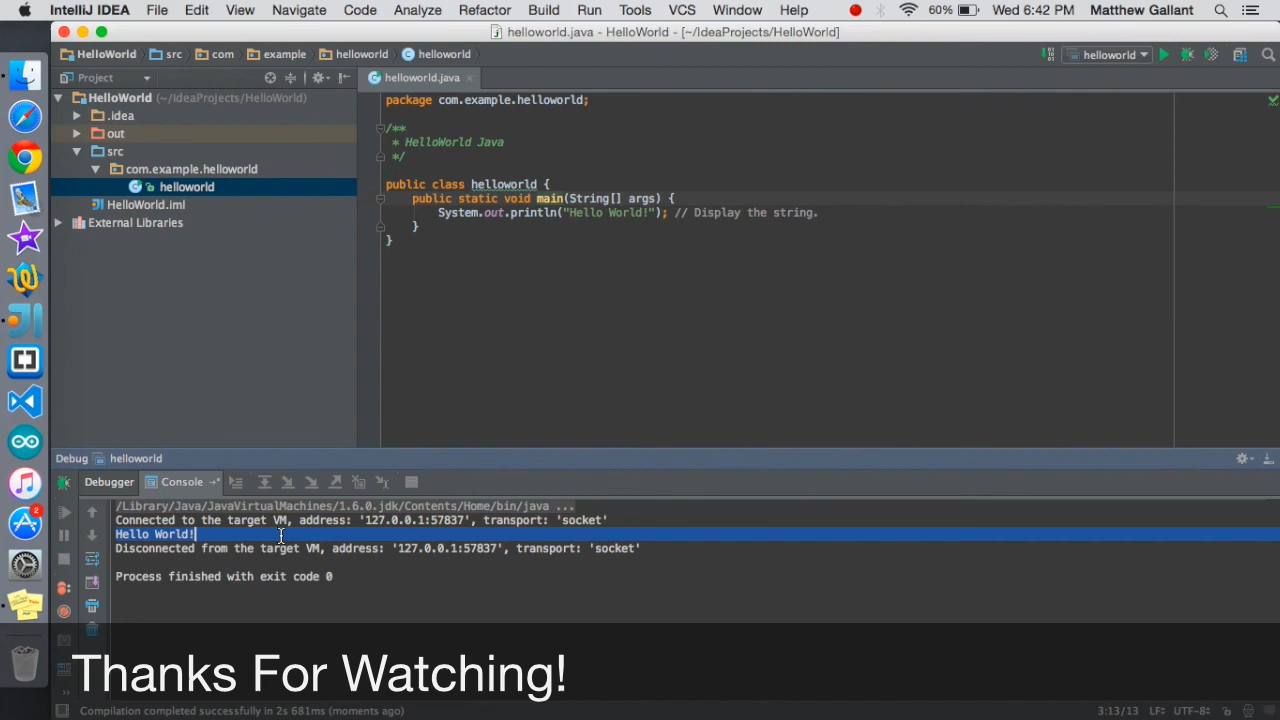 IntelliJ IDEA File Edit View Navigate Code Analyze Refactor Build Run Tools VCS Window Help 60% Wed 6:42 PM Matthew Gallant
helloworld.java - HelloWorld - [~/IdeaProjects/HelloWorld]
HelloWorld src com example helloworld helloworld helloworld
Project helloworld.java
HelloWorld (~/IdeaProjects/HelloWorld)
.idea
out
src
com.example.helloworld
helloworld
HelloWorld.iml
External Libraries
package com.example.helloworld;
/**
* HelloWorld Java
*/
public class helloworld {
public static void main(String[] args) {
System.out.println("Hello World!"); // Display the string.
}
}
Debug helloworld
Debugger Console
/Library/Java/JavaVirtualMachines/1.6.0.jdk/Contents/Home/bin/java ...
Connected to the target VM, address: '127.0.0.1:57837', transport: 'socket'
Hello World!
Disconnected from the target VM, address: '127.0.0.1:57837', transport: 'socket'
Process finished with exit code 0
2
Thanks For Watching!
Compilation completed successfully in 2s 681ms (moments ago) 3:13/13 LF UTF-8